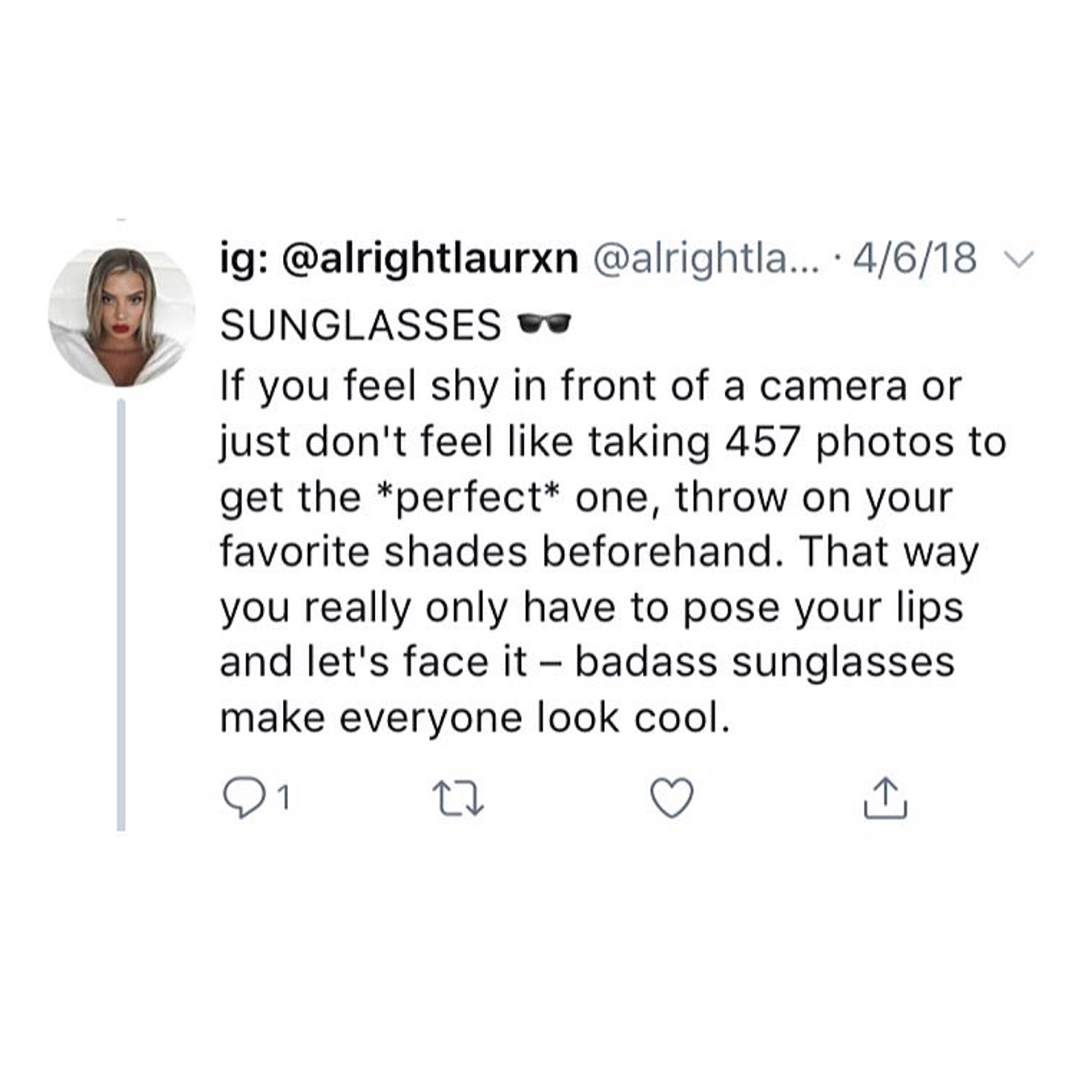 ig: @alrightlaurxn @alrightla... · 4/6/18
SUNGLASSES 🕶
If you feel shy in front of a camera or
just don't feel like taking 457 photos to
get the *perfect* one, throw on your
favorite shades beforehand. That way
you really only have to pose your lips
and let's face it – badass sunglasses
make everyone look cool.
1